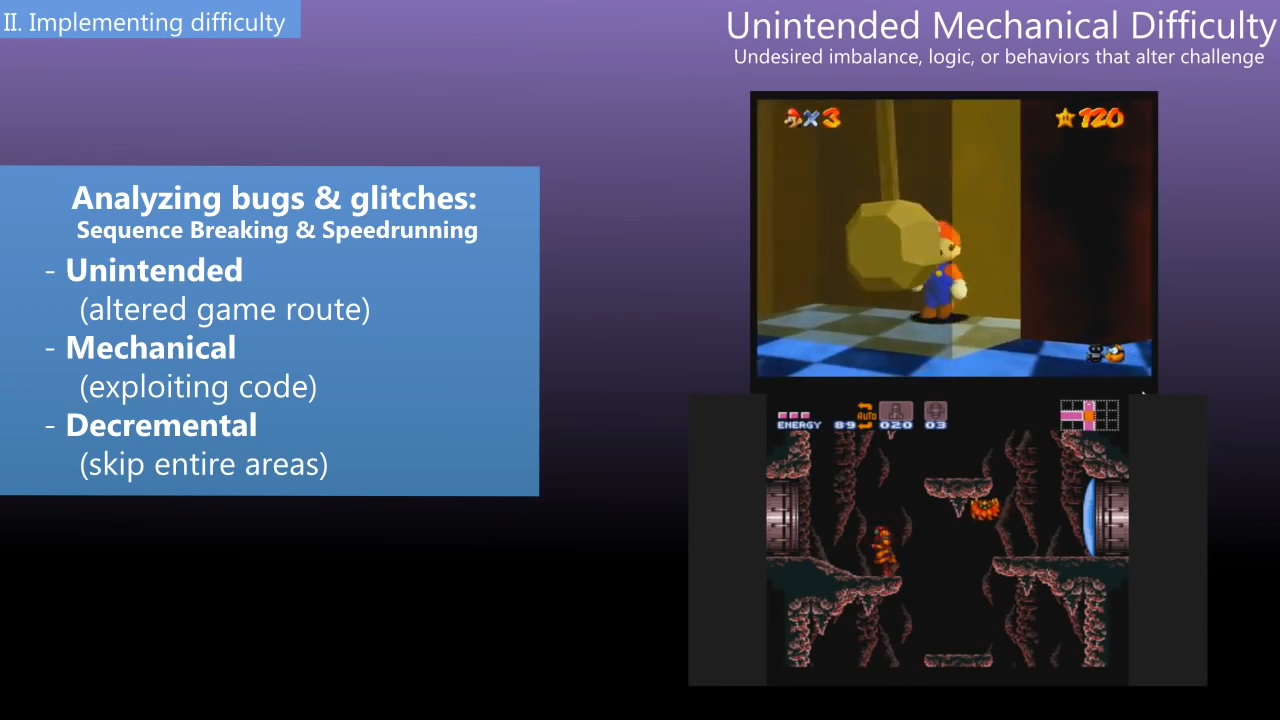 II. Implementing difficulty
Unintended Mechanical Difficulty
Undesired imbalance, logic, or behaviors that alter challenge
Analyzing bugs & glitches:
Sequence Breaking & Speedrunning
- Unintended
(altered game route)
- Mechanical
(exploiting code)
- Decremental
(skip entire areas)
x 3
120
AUTO
ENERGY 89 020 03